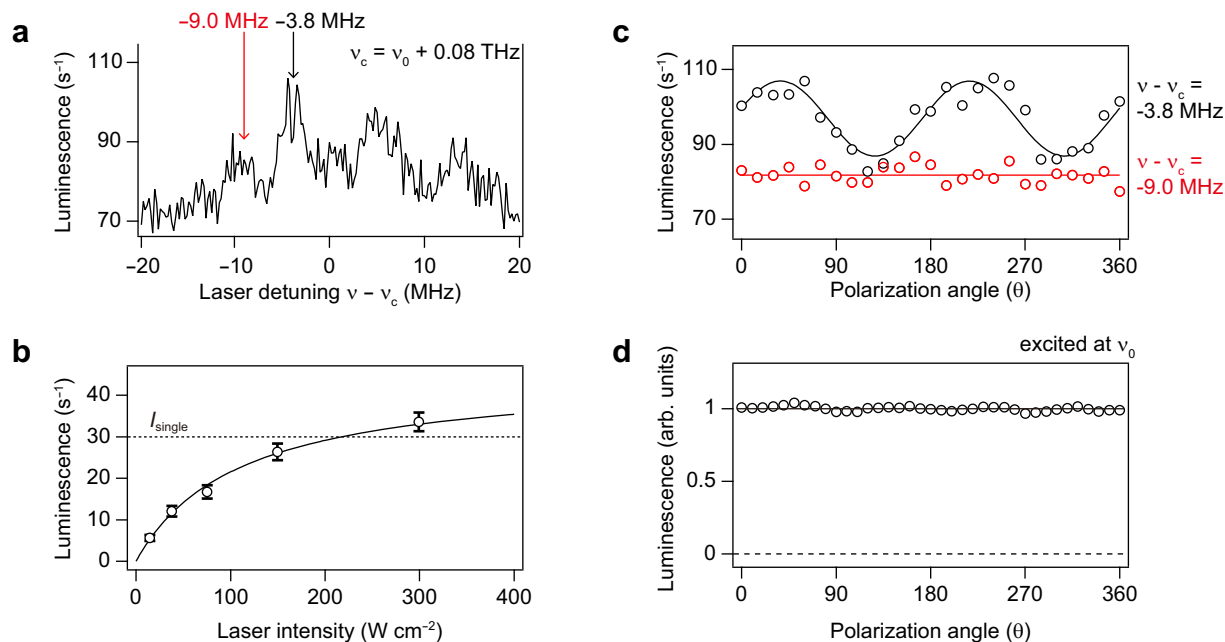 a
−9.0 MHz
−3.8 MHz
νc = ν0 + 0.08 THz
Luminescence (s⁻¹)
110
90
70
−20
−10
0
10
20
Laser detuning ν − νc (MHz)
b
Luminescence (s⁻¹)
40
30
20
10
0
Isingle
0
100
200
300
400
Laser intensity (W cm⁻²)
c
Luminescence (s⁻¹)
110
90
70
0
90
180
270
360
Polarization angle (θ)
ν - νc =
-3.8 MHz
ν - νc =
-9.0 MHz
d
excited at ν0
Luminescence (arb. units)
1
0.5
0
0
90
180
270
360
Polarization angle (θ)